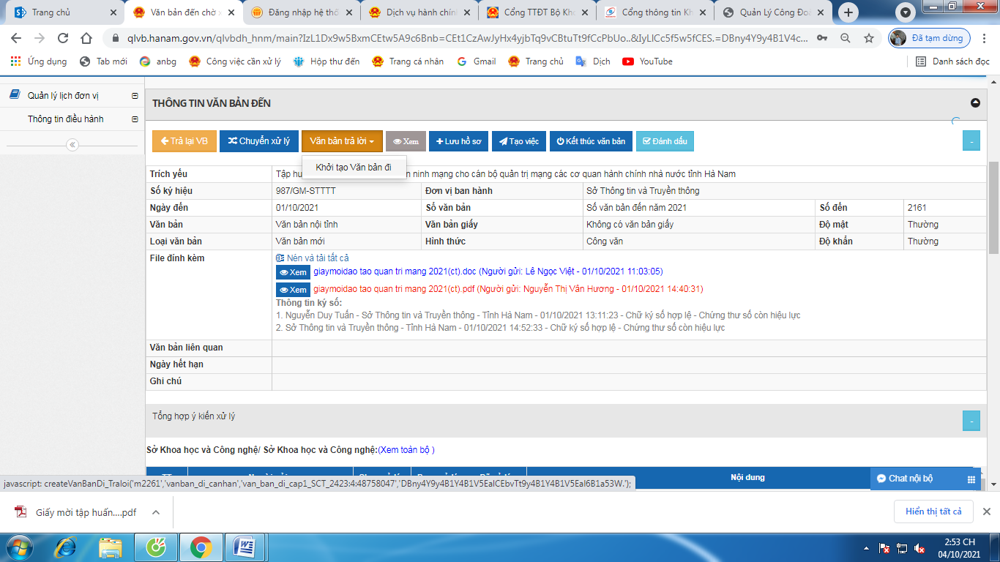 Trang chủ
Văn bản đến chờ x
Đăng nhập hệ thố
Dịch vụ hành chín
Cổng TTĐT Bộ Kho
Cổng thông tin Kh
Quản Lý Công Đoà
qlvb.hanam.gov.vn/qlvbdh_hnm/main?IzL1Dx9w5BxmCEtw5A9c6Bnb=CEt1CzAwJyHx4yjbTq9vCBtuTt9fCcPbUo..&IyLlCc5f5w5fCES.=DBny4Y9y4B1V4c...
Đã tạm dừng
Ứng dụng
Tab mới
anbg
Công việc cần xử lý
Hộp thư đến
Trang cá nhân
Gmail
Trang chủ
Dịch
YouTube
Danh sách đọc
Quản lý lịch đơn vị
Thông tin điều hành
THÔNG TIN VĂN BẢN ĐẾN
Trả lại VB
Chuyển xử lý
Văn bản trả lời
Xem
Lưu hồ sơ
Tạo việc
Kết thúc văn bản
Đánh dấu
-
Khởi tạo Văn bản đi
Trích yếu Tập hu n ninh mạng cho cán bộ quản trị mạng các cơ quan hành chính nhà nước tỉnh Hà Nam
Số ký hiệu 987/GM-STTTT Đơn vị ban hành Sở Thông tin và Truyền thông
Ngày đến 01/10/2021 Số văn bản Số văn bản đến năm 2021 Số đến 2161
Văn bản Văn bản nội tỉnh Văn bản giấy Không có văn bản giấy Độ mật Thường
Loại văn bản Văn bản mới Hình thức Công văn Độ khẩn Thường
File đính kèm Nén và tải tất cả
Xem giaymoidao tao quan tri mang 2021(ct).doc (Người gửi: Lê Ngọc Việt - 01/10/2021 11:03:05)
Xem giaymoidao tao quan tri mang 2021(ct).pdf (Người gửi: Nguyễn Thị Vân Hương - 01/10/2021 14:40:31)
Thông tin ký số:
1. Nguyễn Duy Tuấn - Sở Thông tin và Truyền thông - Tỉnh Hà Nam - 01/10/2021 13:11:23 - Chữ ký số hợp lệ - Chứng thư số còn hiệu lực
2. Sở Thông tin và Truyền thông - Tỉnh Hà Nam - 01/10/2021 14:52:33 - Chữ ký số hợp lệ - Chứng thư số còn hiệu lực
Văn bản liên quan
Ngày hết hạn
Ghi chú
Tổng hợp ý kiến xử lý
-
Sở Khoa học và Công nghệ/ Sở Khoa học và Công nghệ:(Xem toàn bộ )
Nội dung
javascript: createVanBanDi_Traloi('m2261','vanban_di_canhan','van_ban_di_cap1_SCT_2423:4:48758047','DBny4Y9y4B1Y4B1V5EalCEbvTt9y4B1Y4B1V5EaI6B1a53W.');
Chat nội bộ
Giấy mời tập huấn....pdf
Hiển thị tất cả
2:53 CH
04/10/2021